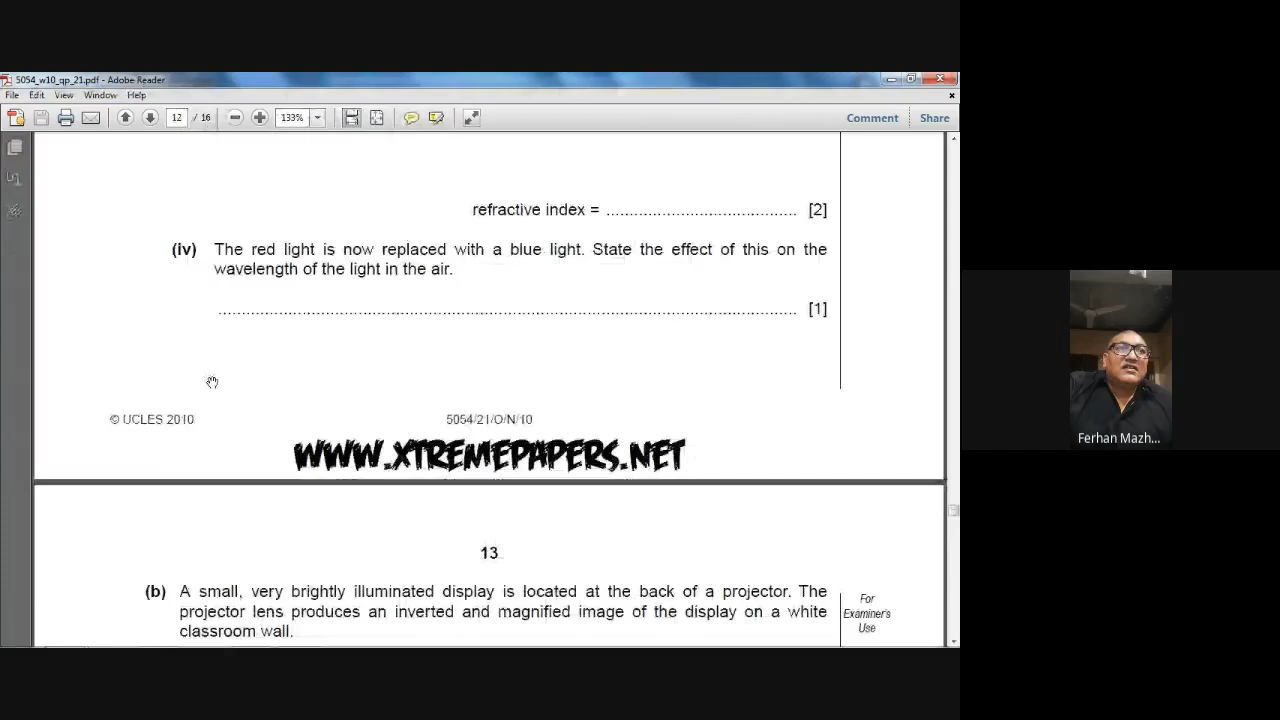 5054_w10_qp_21.pdf - Adobe Reader
File Edit View Window Help
12 / 16 133% Comment Share
refractive index = ........................................ [2]
(iv) The red light is now replaced with a blue light. State the effect of this on the
wavelength of the light in the air.
.................................................................................................................... [1]
© UCLES 2010 5054/21/O/N/10
WWW.XTREMEPAPERS.NET
13
(b) A small, very brightly illuminated display is located at the back of a projector. The
projector lens produces an inverted and magnified image of the display on a white
classroom wall.
For
Examiner's
Use
Ferhan Mazh...